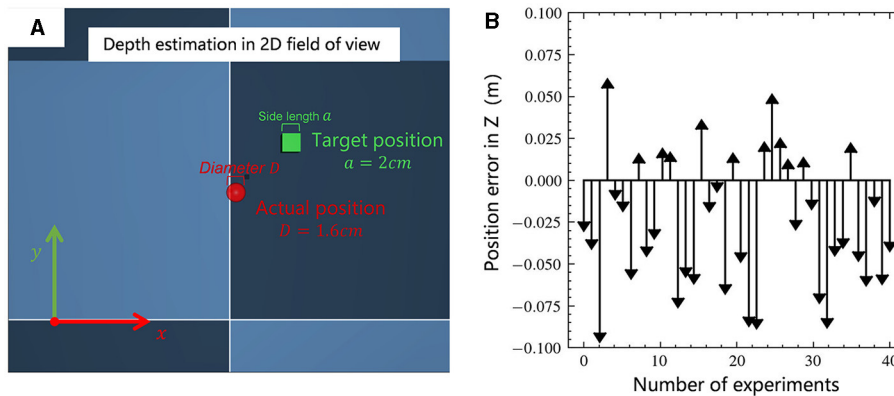 A
Depth estimation in 2D field of view
Side length a
Target position
a = 2cm
Diameter D
Actual position
D = 1.6cm
y
x
B
0.100
0.075
0.050
0.025
0.000
−0.025
−0.050
−0.075
−0.100
Position error in Z (m)
0 10 20 30 40
Number of experiments